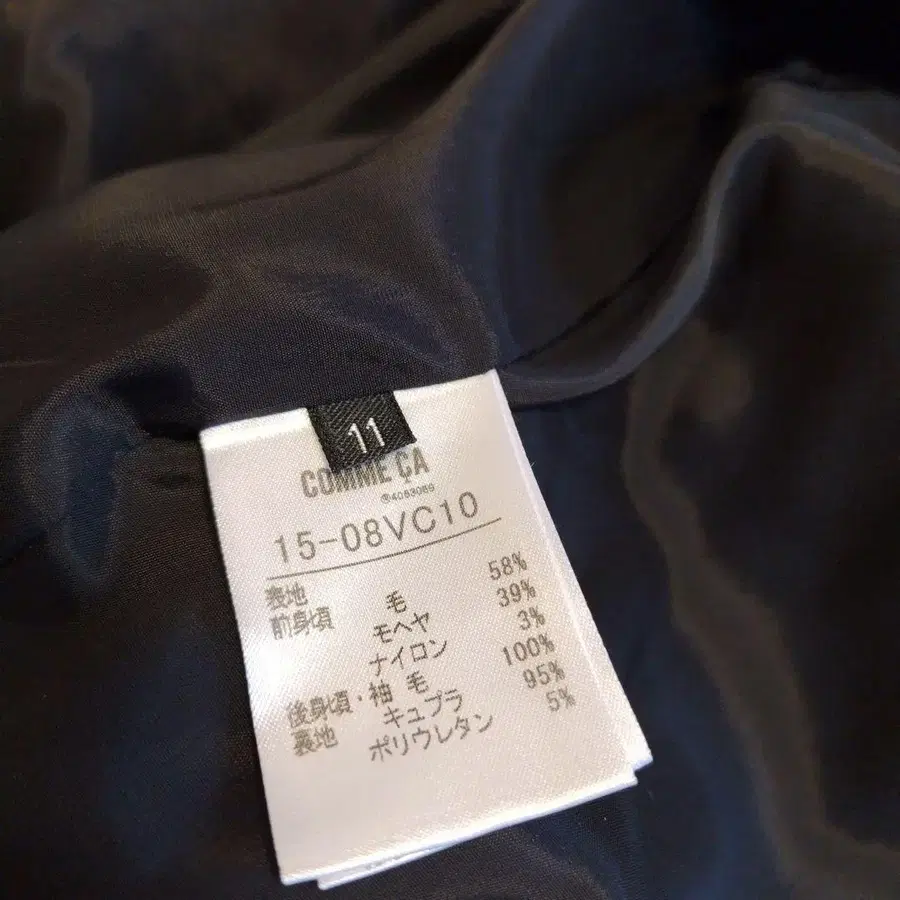 11
COMME ÇA
Ⓡ4083089
15-08VC10
表地
前身頃 毛 58%
モヘヤ 39%
ナイロン 3%
後身頃・袖 毛 100%
裏地 キュプラ 95%
ポリウレタン 5%